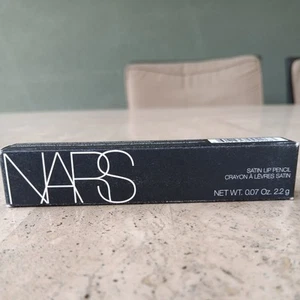 NARS
SATIN LIP PENCIL
CRAYON À LÈVRES SATIN
NET WT. 0.07 Oz. 2.2 g